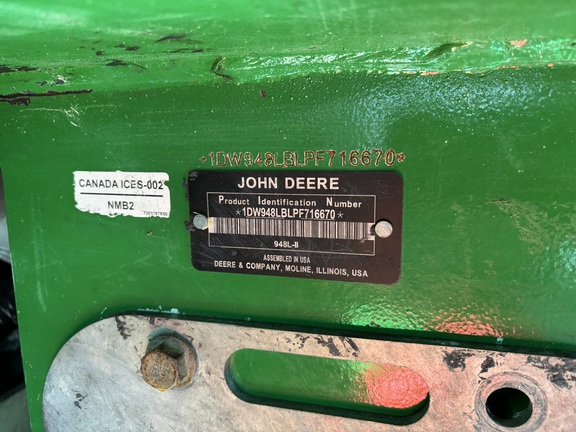 *1DW948LBLPF716670*
CANADA ICES-002
NMB2
JOHN DEERE
Product Identification Number
*1DW948LBLPF716670*
948L-II
ASSEMBLED IN USA
DEERE & COMPANY, MOLINE, ILLINOIS, USA